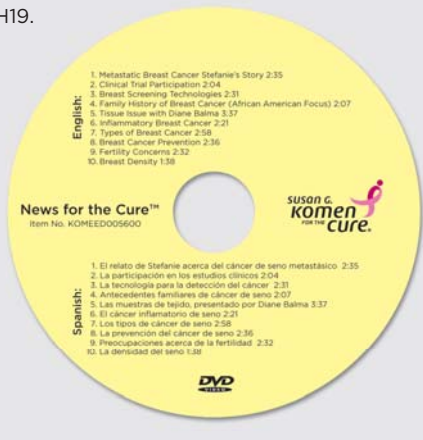 H19.
English:
1. Metastatic Breast Cancer Stefanie's Story 2:35
2. Clinical Trial Participation 2:04
3. Breast Screening Technologies 2:31
4. Family History of Breast Cancer (African American Focus) 2:07
5. Tissue Issue with Diane Balma 3:37
6. Inflammatory Breast Cancer 2:21
7. Types of Breast Cancer 2:58
8. Breast Cancer Prevention 2:36
9. Fertility Concerns 2:32
10. Breast Density 1:38
News for the Cure™
Item No. KOMEED005600
SUSAN G.
Komen
FOR THE CURE®
Spanish:
1. El relato de Stefanie acerca del cáncer de seno metastásico 2:35
2. La participación en los estudios clínicos 2:04
3. La tecnología para la detección del cáncer 2:31
4. Antecedentes familiares de cáncer de seno 2:07
5. Las muestras de tejido, presentado por Diane Balma 3:37
6. El cáncer inflamatorio de seno 2:21
7. Los tipos de cáncer de seno 2:58
8. La prevención del cáncer de seno 2:36
9. Preocupaciones acerca de la fertilidad 2:32
10. La densidad del seno 1:38
DVD
VIDEO